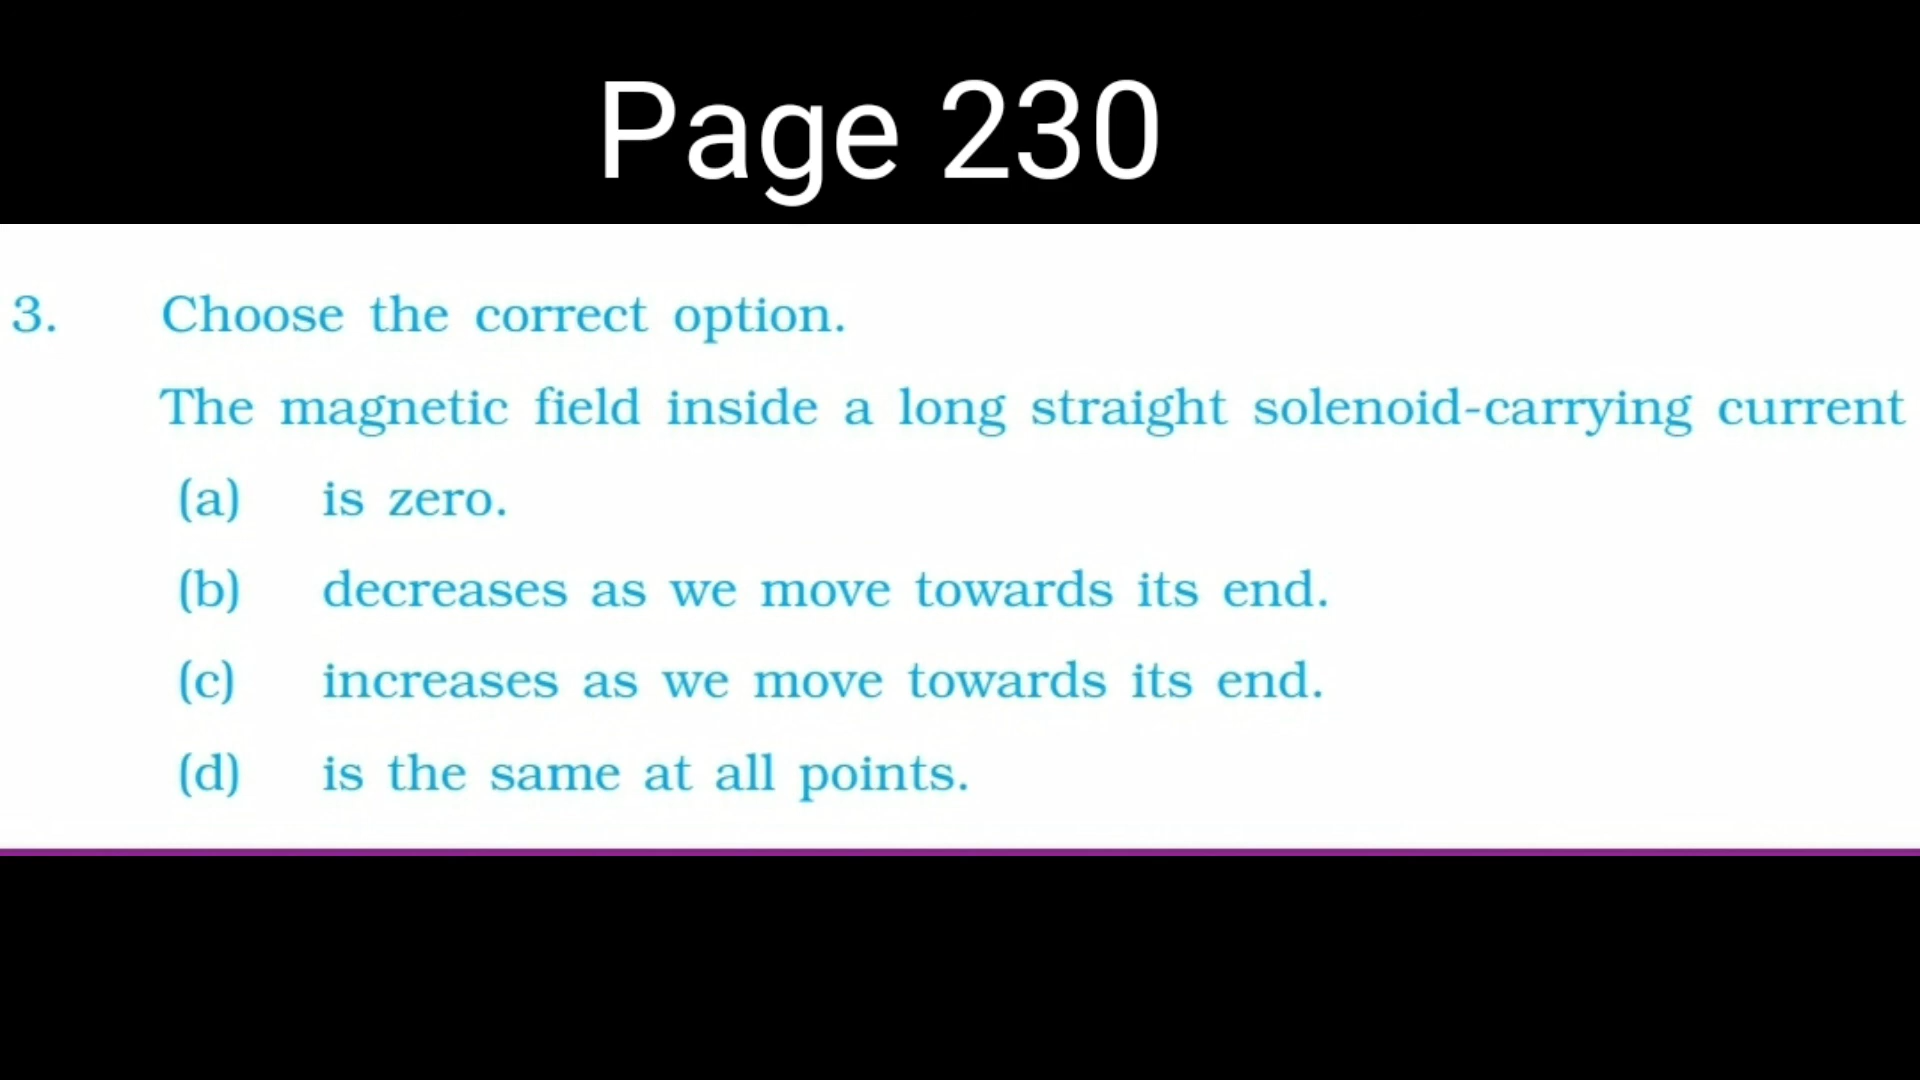 Page 230
3. Choose the correct option.
The magnetic field inside a long straight solenoid-carrying current
(a) is zero.
(b) decreases as we move towards its end.
(c) increases as we move towards its end.
(d) is the same at all points.